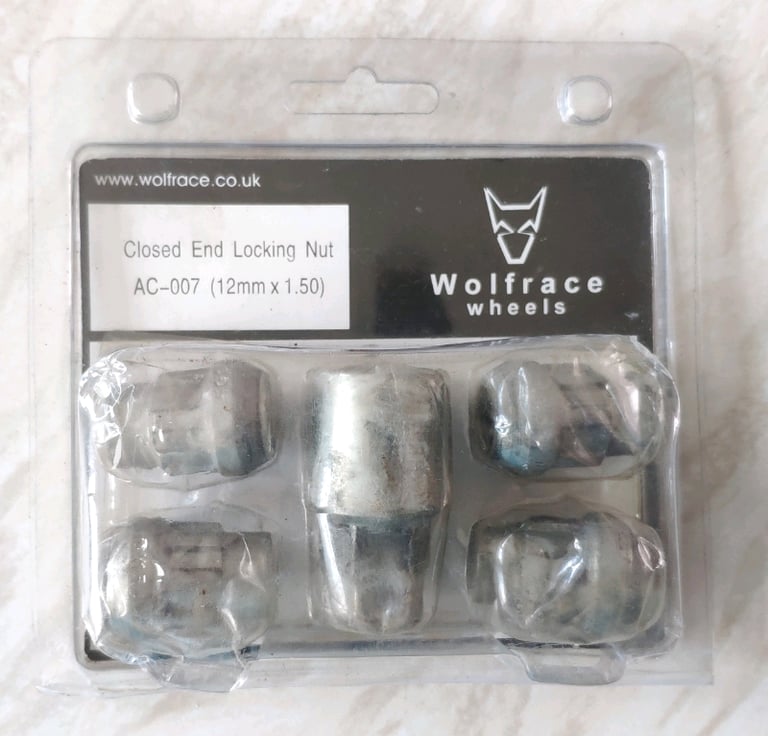 www.wolfrace.co.uk
Closed End Locking Nut
AC-007 (12mm x 1.50)
Wolfrace
wheels